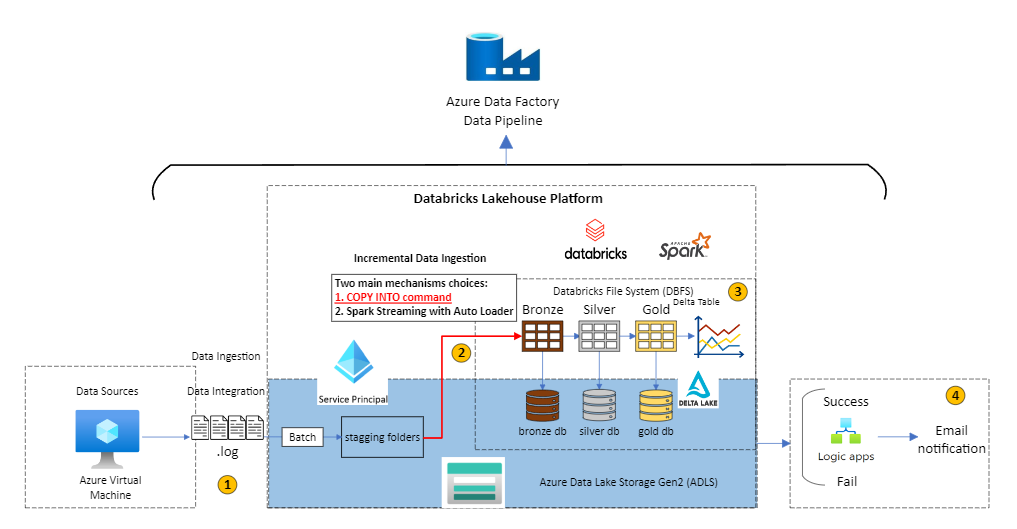 Azure Data Factory
Data Pipeline
Databricks Lakehouse Platform
databricks
APACHE
Spark
Incremental Data Ingestion
Two main mechanisms choices:
1. COPY INTO command
2. Spark Streaming with Auto Loader
Databricks File System (DBFS)
3
Bronze
Silver
Gold
Delta Table
2
Data Ingestion
Data Integration
Data Sources
Azure Virtual
Machine
.log
1
Service Principal
Batch
stagging folders
bronze db
silver db
gold db
DELTA LAKE
Azure Data Lake Storage Gen2 (ADLS)
4
Success
Logic apps
Fail
Email
notification